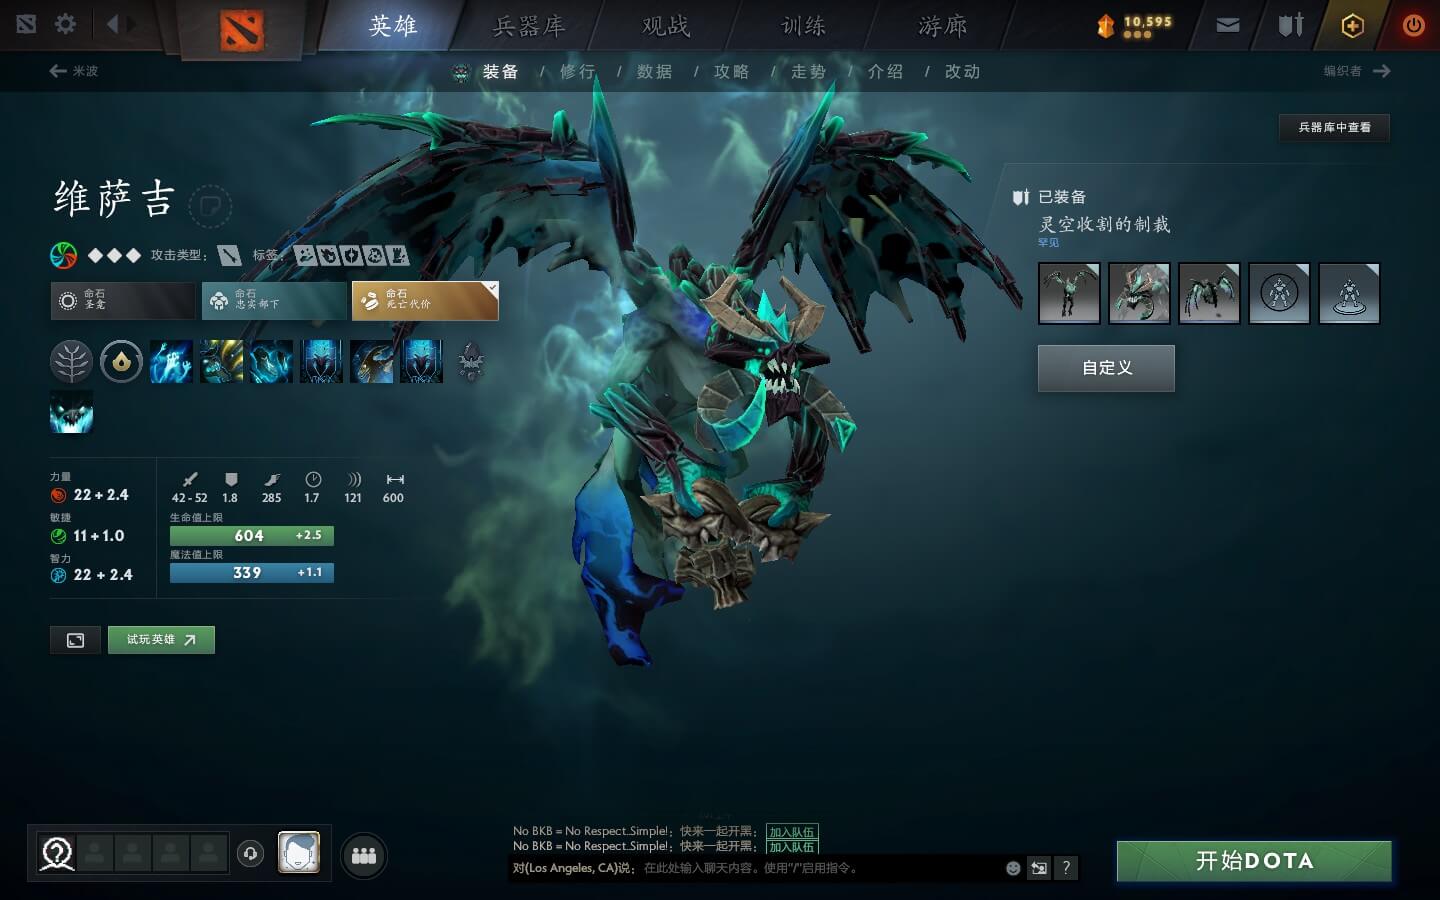 英雄
兵器库
观战
训练
游廊
10,595
米波
装备 / 修行 / 数据 / 攻略 / 走势 / 介绍 / 改动
编织者
兵器库中查看
维萨吉
已装备
灵空收割的制裁
罕见
攻击类型：
标签：
命石
圣龛
命石
忠实部下
命石
死亡代价
自定义
力量
22 + 2.4
敏捷
11 + 1.0
智力
22 + 2.4
42 - 52 1.8 285 1.7 121 600
生命值上限
604 +2.5
魔法值上限
339 +1.1
试玩英雄
No BKB = No Respect..Simple!；快来一起开黑； 加入队伍
No BKB = No Respect..Simple!；快来一起开黑； 加入队伍
对(Los Angeles, CA)说： 在此处输入聊天内容。使用“/”启用指令。
?
开始DOTA